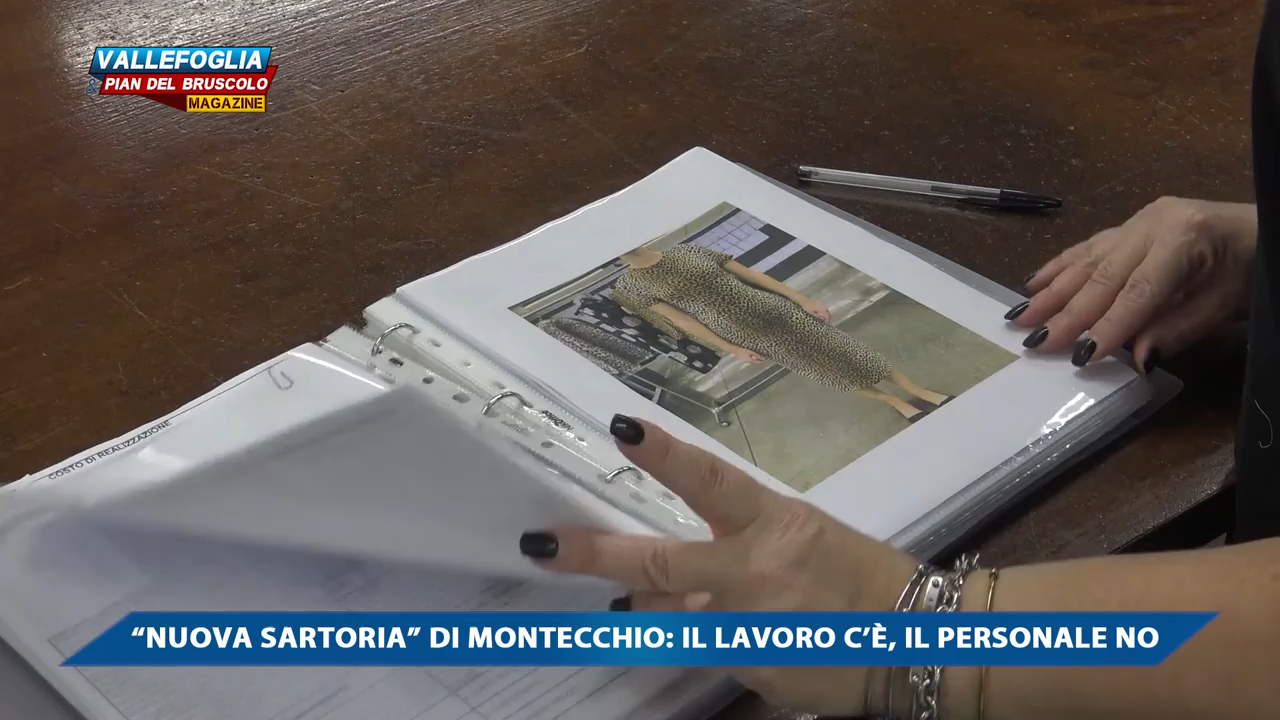 VALLEFOGLIA
& PIAN DEL BRUSCOLO
MAGAZINE
COSTO DI REALIZZAZIONE
“NUOVA SARTORIA” DI MONTECCHIO: IL LAVORO C’È, IL PERSONALE NO